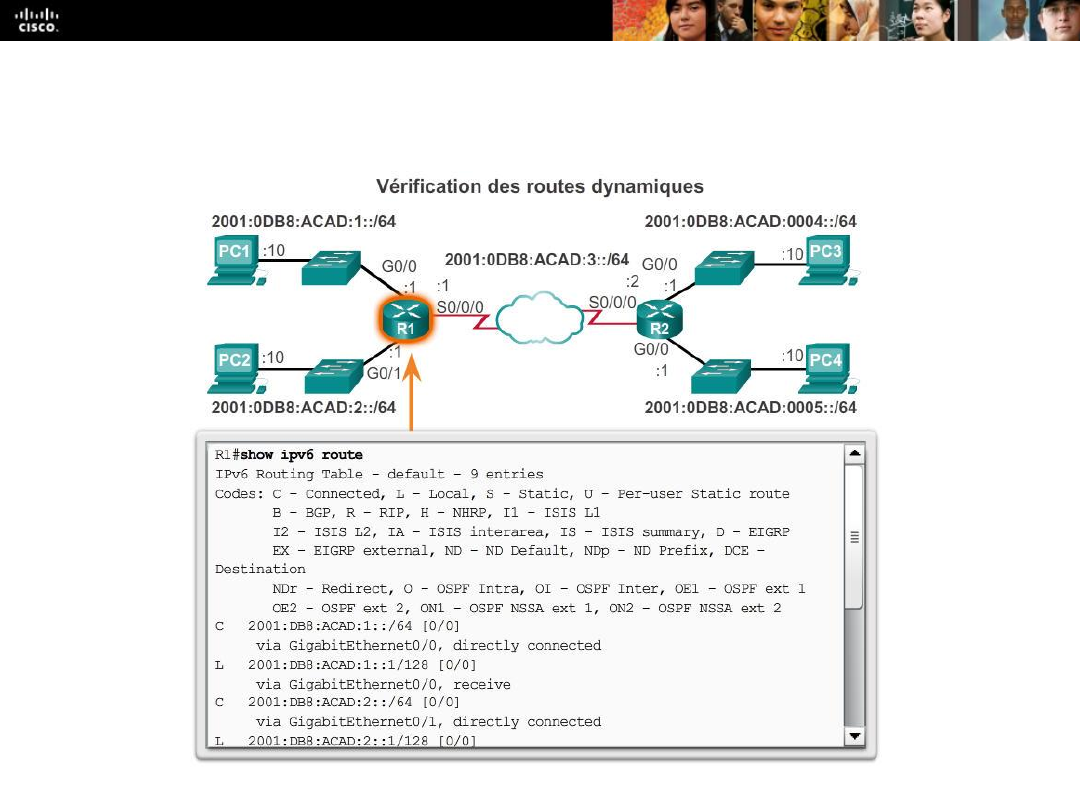 CISCO.
Vérification des routes dynamiques
2001:0DB8:ACAD:1::/64
2001:0DB8:ACAD:0004::/64
PC1
:10
G0/0
:1
2001:0DB8:ACAD:3::/64
:1
S0/0/0
R1
:2
G0/0
:1
S0/0/0
R2
:10
PC3
PC2
:10
:1
G0/1
G0/0
:1
:10
PC4
2001:0DB8:ACAD:2::/64
2001:0DB8:ACAD:0005::/64
R1#show ipv6 route
IPv6 Routing Table - default - 9 entries
Codes: C - Connected, L - Local, S - Static, U - Per-user Static route
B - BGP, R - RIP, H - NHRP, I1 - ISIS L1
I2 - ISIS L2, IA - ISIS interarea, IS - ISIS summary, D - EIGRP
EX - EIGRP external, ND - ND Default, NDp - ND Prefix, DCE -
Destination
NDr - Redirect, O - OSPF Intra, OI - OSPF Inter, OE1 - OSPF ext 1
OE2 - OSPF ext 2, ON1 - OSPF NSSA ext 1, ON2 - OSPF NSSA ext 2
C 2001:DB8:ACAD:1::/64 [0/0]
via GigabitEthernet0/0, directly connected
L 2001:DB8:ACAD:1::1/128 [0/0]
via GigabitEthernet0/0, receive
C 2001:DB8:ACAD:2::/64 [0/0]
via GigabitEthernet0/1, directly connected
L 2001:DB8:ACAD:2::1/128 [0/0]